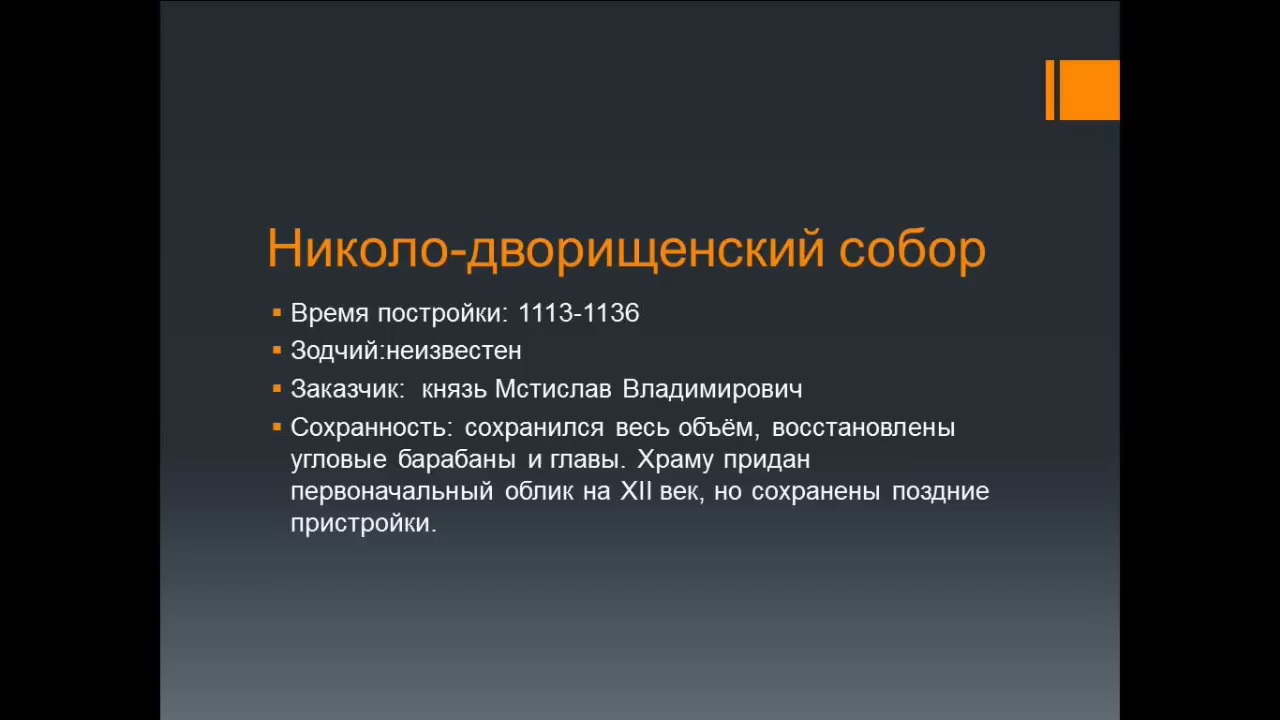 Николо-дворищенский собор
Время постройки: 1113-1136
Зодчий:неизвестен
Заказчик: князь Мстислав Владимирович
Сохранность: сохранился весь объём, восстановлены
угловые барабаны и главы. Храму придан
первоначальный облик на XII век, но сохранены поздние
пристройки.